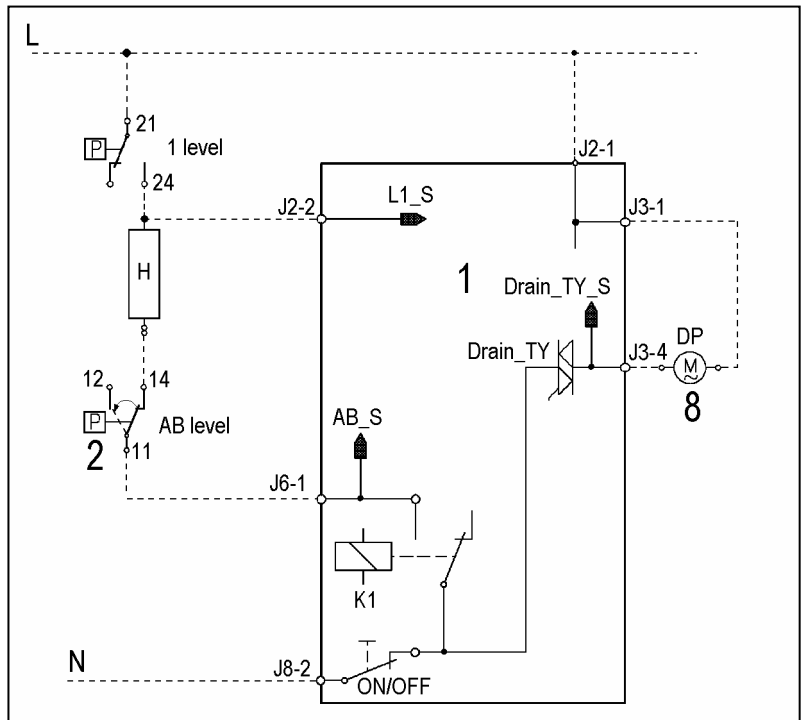 L
21
P
1 level
24
J2-1
J2-2
L1_S
J3-1
H
1
Drain_TY_S
Drain_TY
J3-4
DP
M
~
8
12
14
P
AB level
2
11
AB_S
J6-1
K1
N
J8-2
ON/OFF